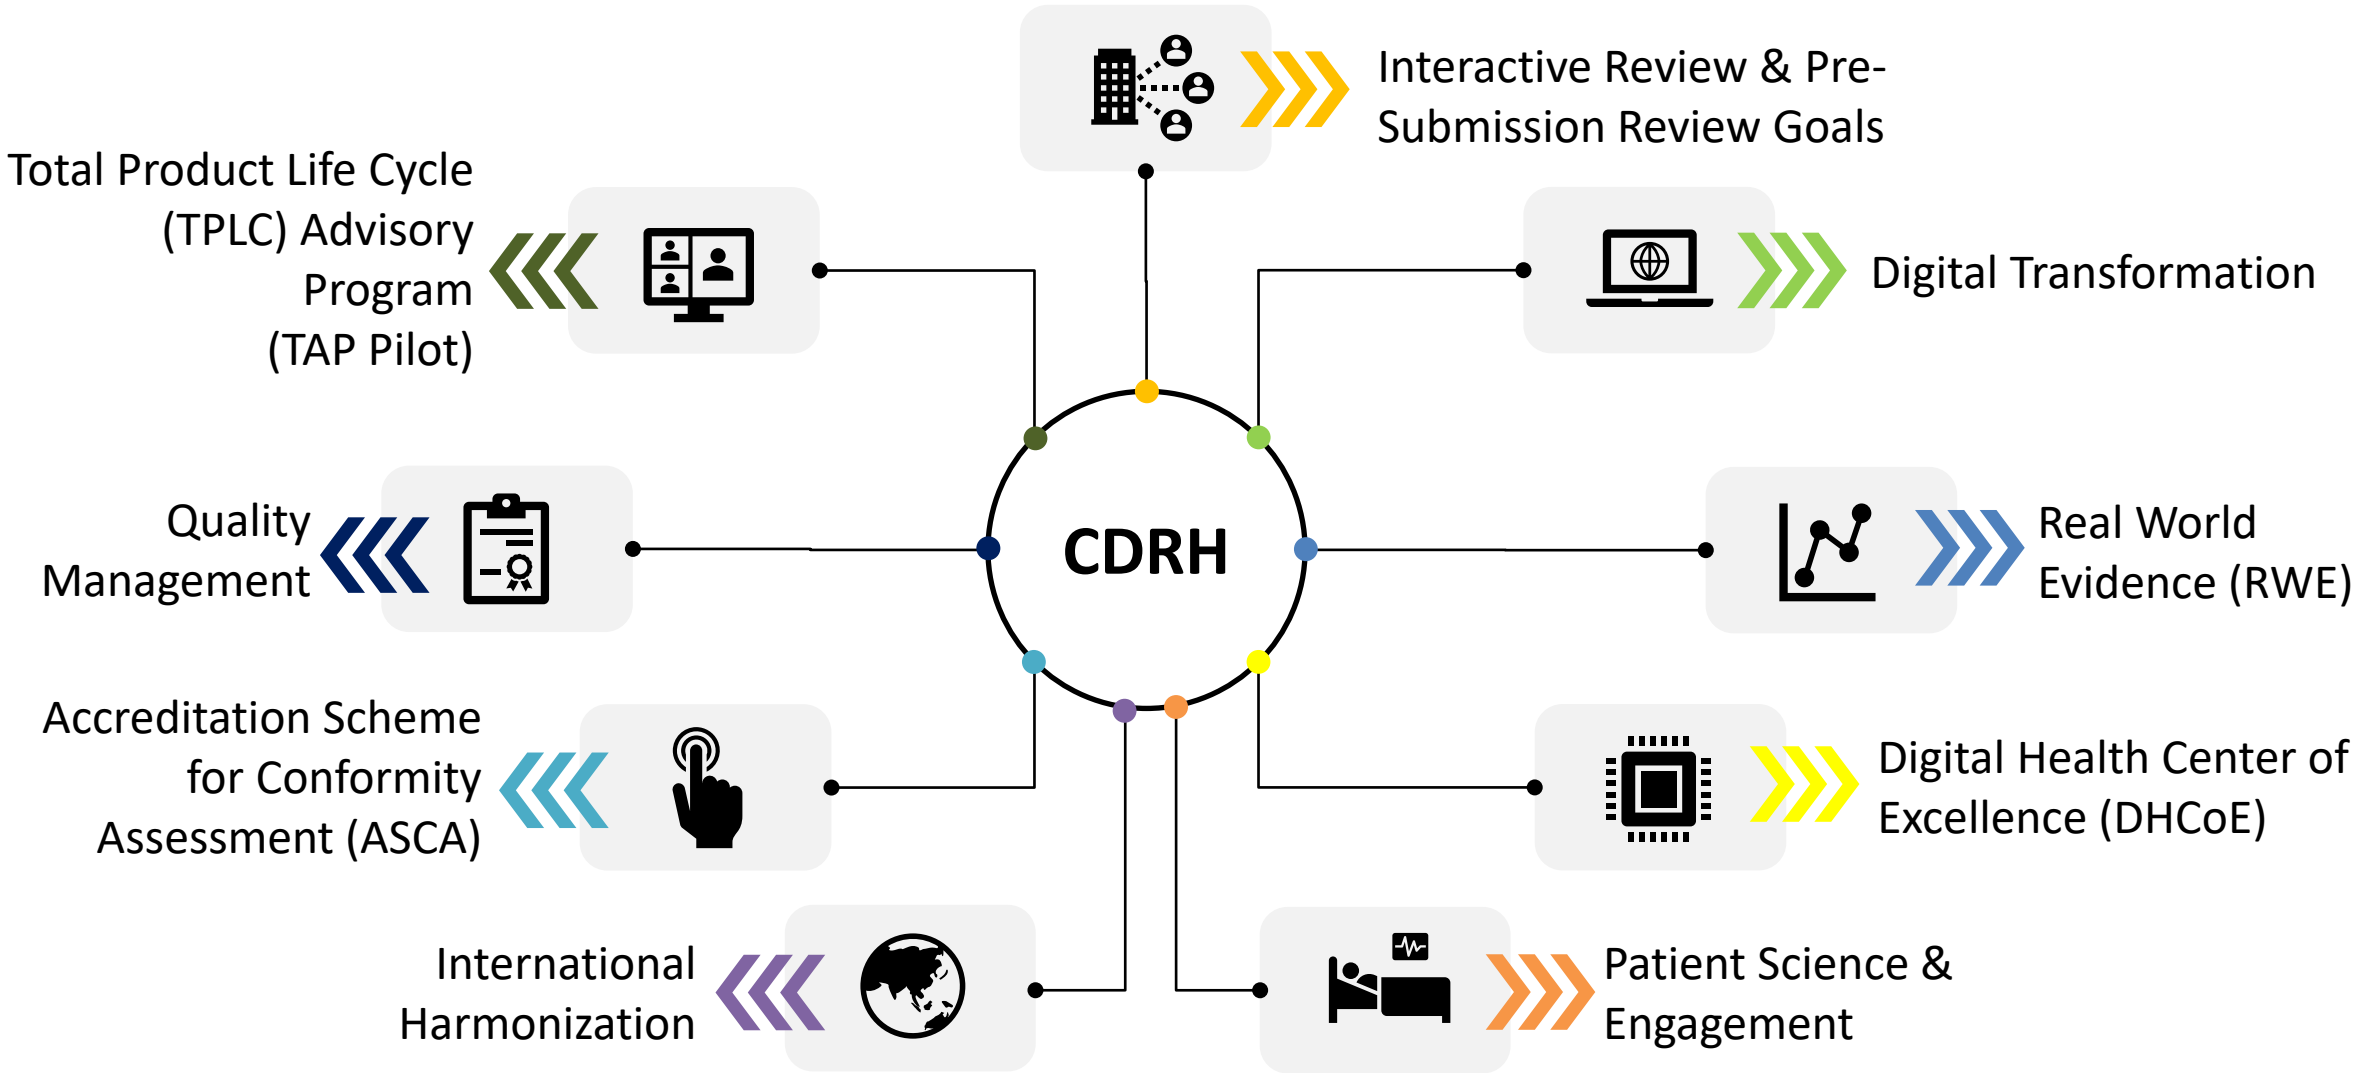 Interactive Review & Pre-
Submission Review Goals
Total Product Life Cycle
(TPLC) Advisory
Program
(TAP Pilot)
Digital Transformation
Quality
Management
CDRH
Real World
Evidence (RWE)
Accreditation Scheme
for Conformity
Assessment (ASCA)
Digital Health Center of
Excellence (DHCoE)
International
Harmonization
Patient Science &
Engagement